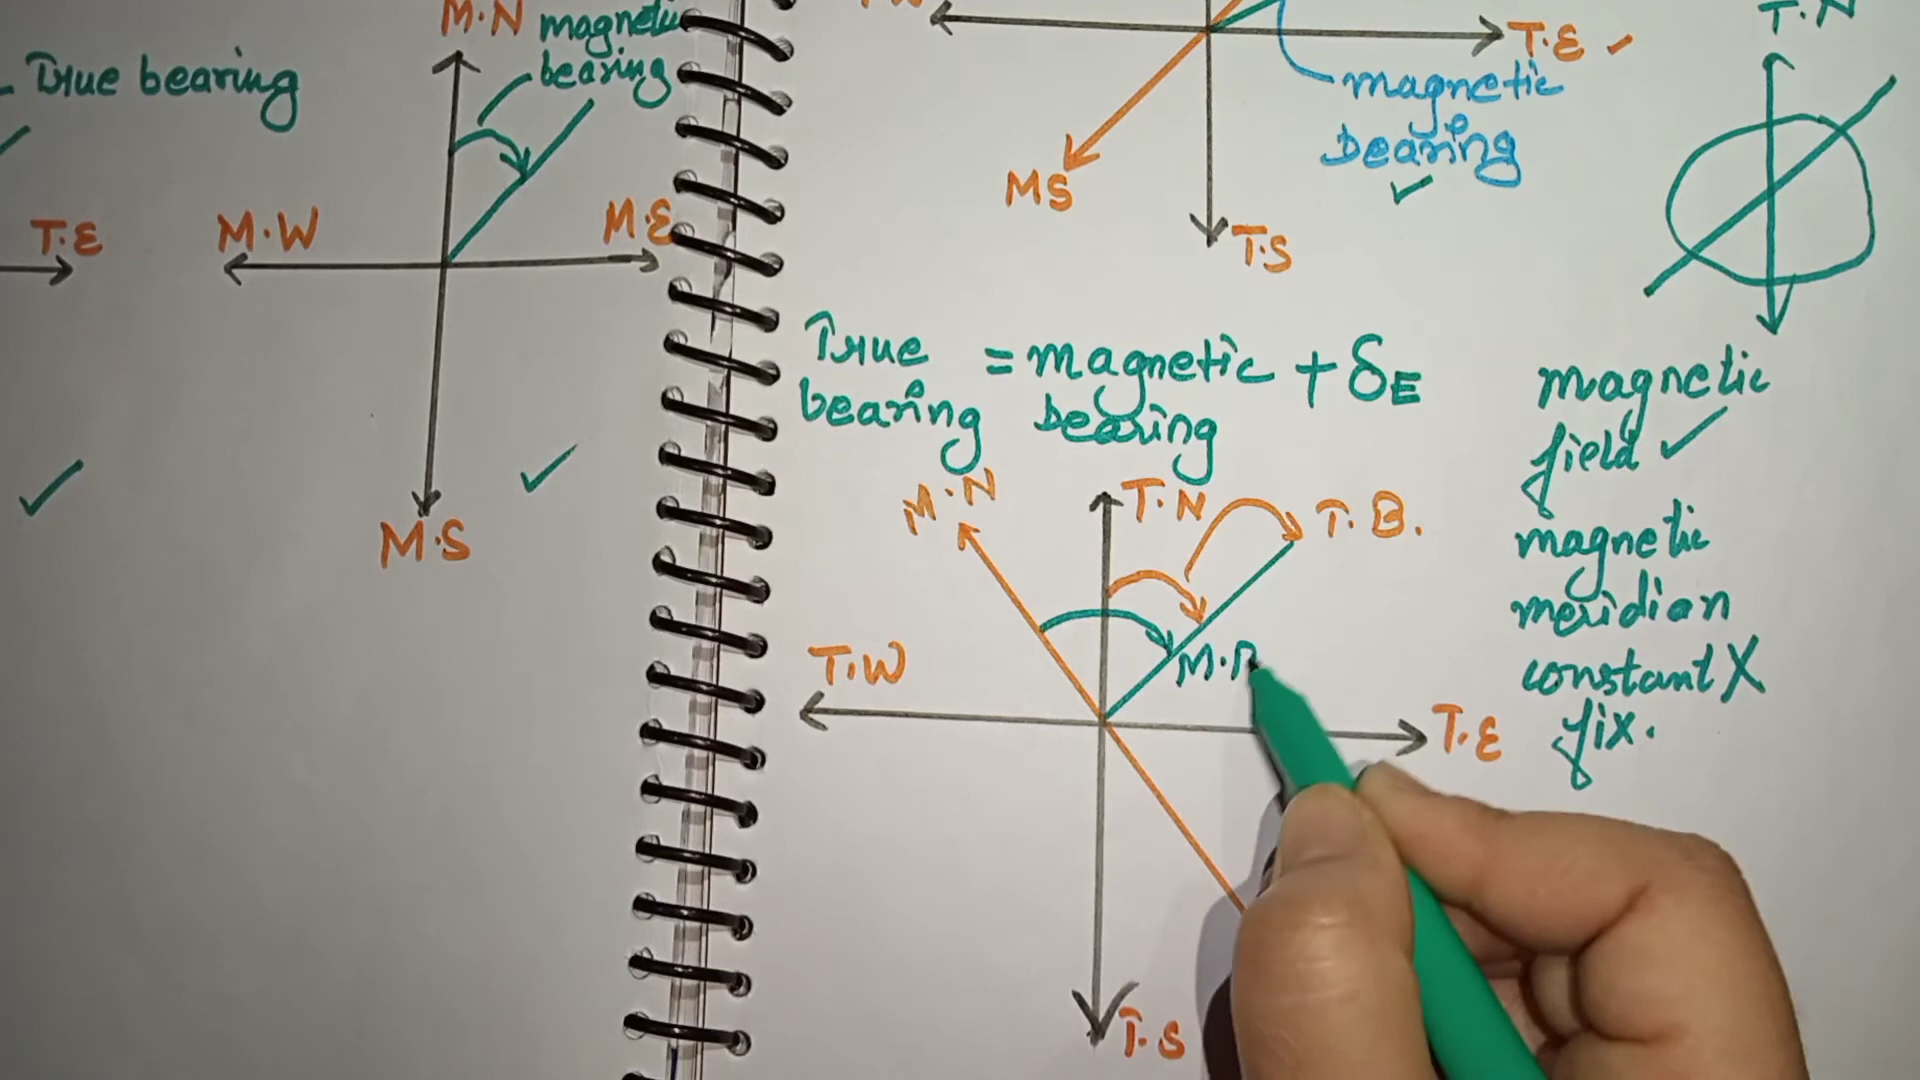 M.N
magnetic
bearing
True bearing
T.E
M.W
M.E
M.S
T.E
magnetic
bearing
MS
T.S
T.N
True = magnetic + δE
bearing bearing
magnetic
field
magnetic
meridian
constant X
fix.
M.N
T.N
T.B.
M.B
T.W
T.E
T.S